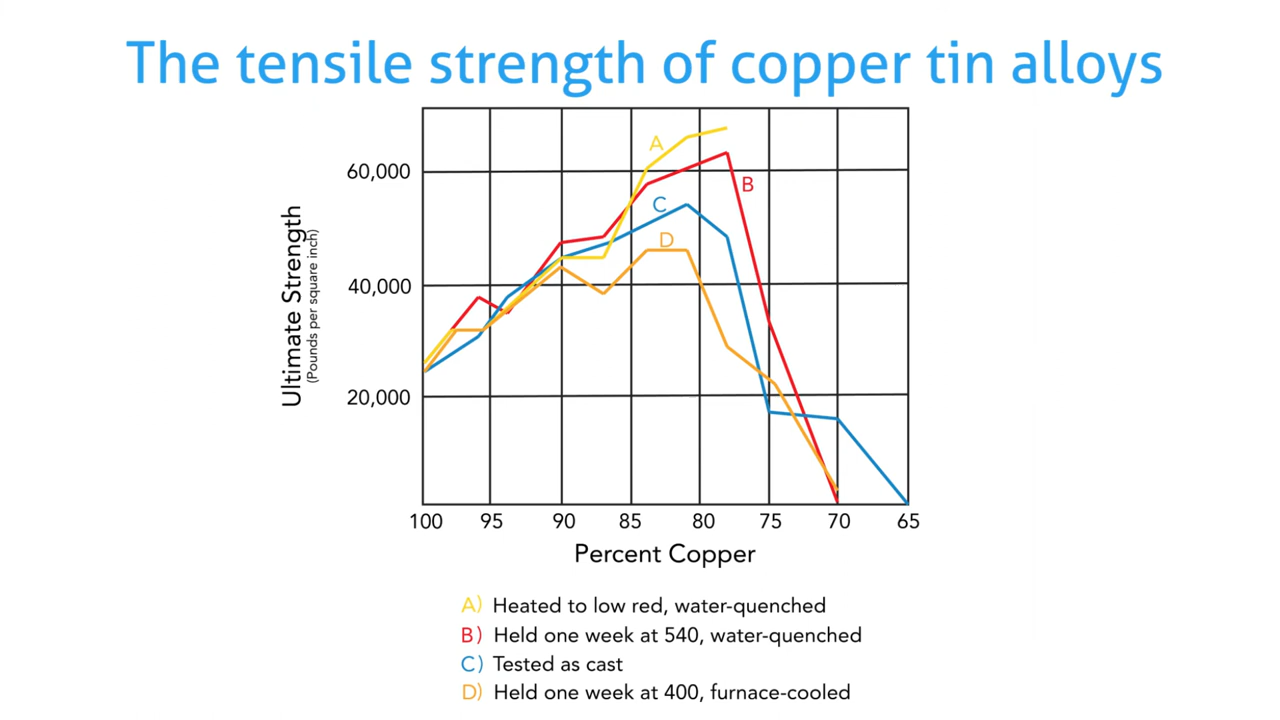 The tensile strength of copper tin alloys
Ultimate Strength
(Pounds per square inch)
60,000
40,000
20,000
A
B
C
D
100 95 90 85 80 75 70 65
Percent Copper
A) Heated to low red, water-quenched
B) Held one week at 540, water-quenched
C) Tested as cast
D) Held one week at 400, furnace-cooled